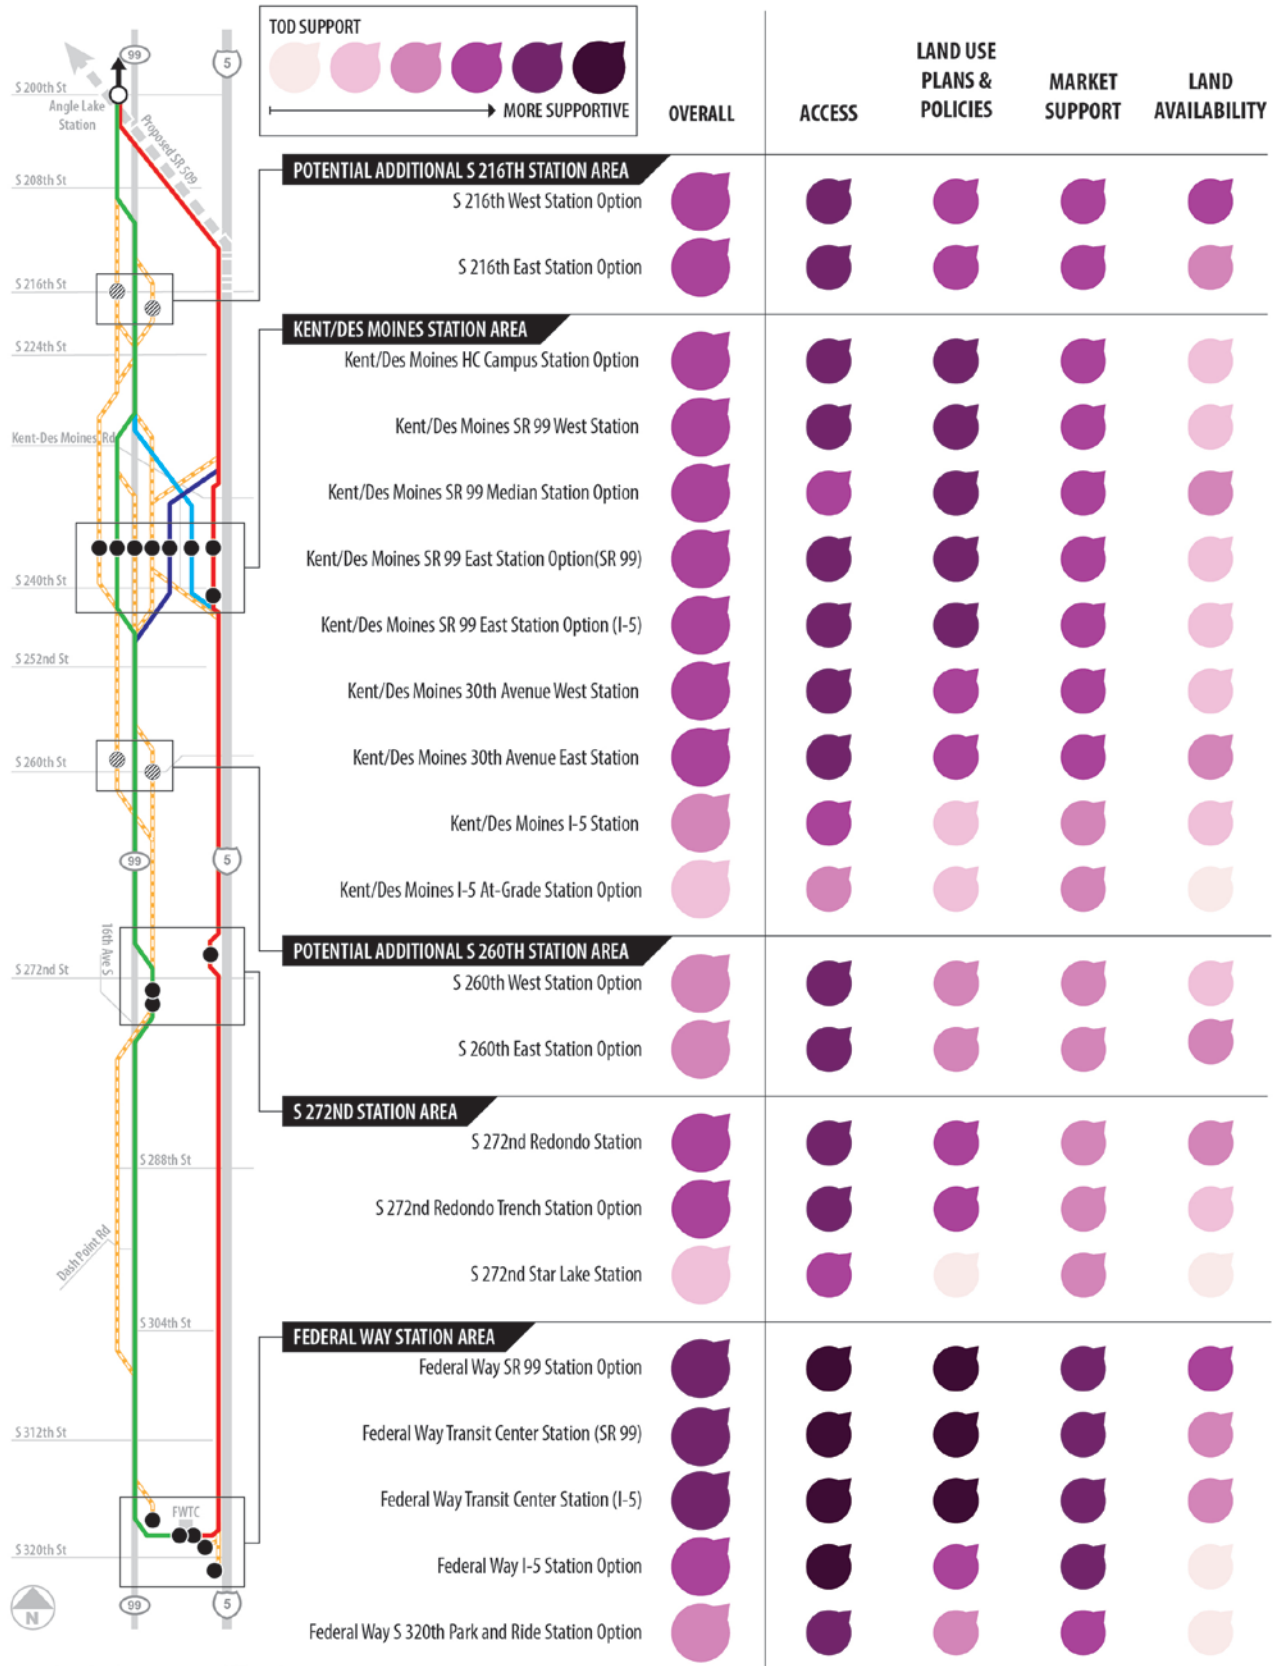 TOD SUPPORT
MORE SUPPORTIVE
OVERALL
ACCESS
LAND USE
PLANS &
POLICIES
MARKET
SUPPORT
LAND
AVAILABILITY
99
5
S 200th St
Angle Lake
Station
Proposed SR 509
S 208th St
S 216th St
S 224th St
Kent-Des Moines Rd
S 240th St
S 252nd St
S 260th St
99
5
16th Ave S
S 272nd St
S 288th St
Dash Point Rd
S 304th St
S 312th St
FWTC
S 320th St
N
99
5
POTENTIAL ADDITIONAL S 216TH STATION AREA
S 216th West Station Option
S 216th East Station Option
KENT/DES MOINES STATION AREA
Kent/Des Moines HC Campus Station Option
Kent/Des Moines SR 99 West Station
Kent/Des Moines SR 99 Median Station Option
Kent/Des Moines SR 99 East Station Option(SR 99)
Kent/Des Moines SR 99 East Station Option (I-5)
Kent/Des Moines 30th Avenue West Station
Kent/Des Moines 30th Avenue East Station
Kent/Des Moines I-5 Station
Kent/Des Moines I-5 At-Grade Station Option
POTENTIAL ADDITIONAL S 260TH STATION AREA
S 260th West Station Option
S 260th East Station Option
S 272ND STATION AREA
S 272nd Redondo Station
S 272nd Redondo Trench Station Option
S 272nd Star Lake Station
FEDERAL WAY STATION AREA
Federal Way SR 99 Station Option
Federal Way Transit Center Station (SR 99)
Federal Way Transit Center Station (I-5)
Federal Way I-5 Station Option
Federal Way S 320th Park and Ride Station Option